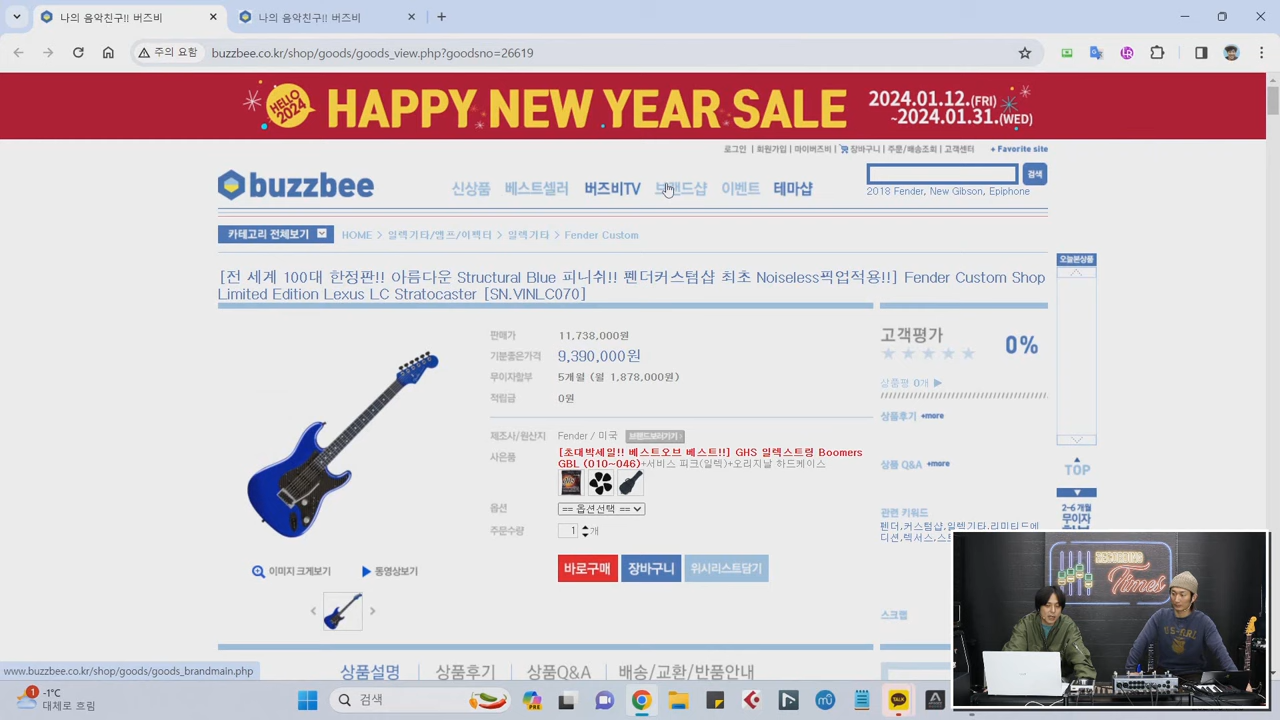 나의 음악친구!! 버즈비
나의 음악친구!! 버즈비
주의 요함
buzzbee.co.kr/shop/goods/goods_view.php?goodsno=26619
HELLO 2024
HAPPY NEW YEAR SALE
2024.01.12.(FRI)
~2024.01.31.(WED)
로그인 | 회원가입 | 마이버즈비 | 장바구니 | 주문/배송조회 | 고객센터
+ Favorite site
buzzbee
신상품 베스트셀러 버즈비TV 브랜드샵 이벤트 테마샵
검색
2018 Fender, New Gibson, Epiphone
카테고리 전체보기
HOME > 일렉기타/앰프/이펙터 > 일렉기타 > Fender Custom
[전 세계 100대 한정판!! 아름다운 Structural Blue 피니쉬!! 펜더커스텀샵 최초 Noiseless픽업적용!!] Fender Custom Shop
Limited Edition Lexus LC Stratocaster [SN.VINLC070]
오늘본상품
판매가 11,738,000원
기분좋은가격 9,390,000원
무이자할부 5개월 (월 1,878,000원)
적립금 0원
고객평가
0%
상품평 0개 ▶
상품후기 +more
제조사/원산지 Fender / 미국 브랜드보러가기
사은품 [초대박세일!! 베스트오브 베스트!!] GHS 일렉스트링 Boomers
GBL (010~046)+서비스 피크(일렉)+오리지널 하드케이스
상품 Q&A +more
TOP
옵션 == 옵션선택 ==
주문수량 1 개
관련 키워드
펜더,커스텀샵,일렉기타,리미티드에
디션,렉서스,스트
2~6 개월
무이자
이미지 크게보기 동영상보기
바로구매 장바구니 위시리스트담기
스크랩
RECORDING
Times
상품설명 상품후기 상품Q&A 배송/교환/반품안내
www.buzzbee.co.kr/shop/goods/goods_brandmain.php
1
-1°C
대체로 흐림
검색
TALK